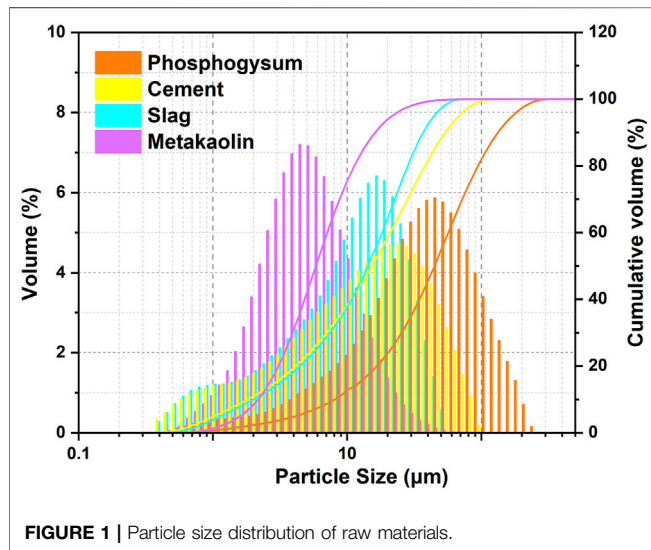 10
8
6
4
2
0
Volume (%)
Phosphogysum
Cement
Slag
Metakaolin
120
100
80
60
40
20
0
Cumulative volume (%)
0.1
10
Particle Size (µm)
FIGURE 1 | Particle size distribution of raw materials.